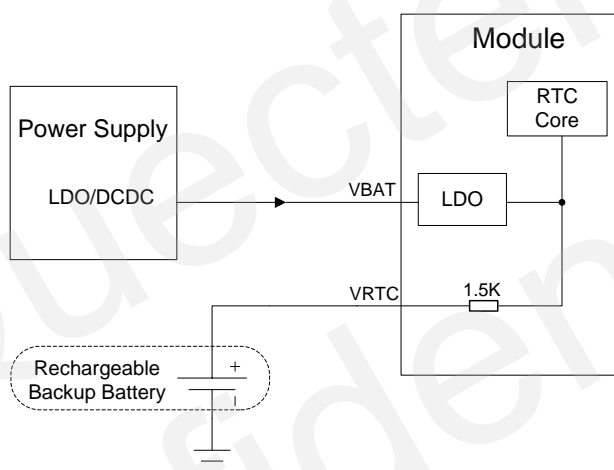 Module
RTC
Core
Power Supply
LDO/DCDC
VBAT
LDO
VRTC
1.5K
+
Rechargeable
Backup Battery
-